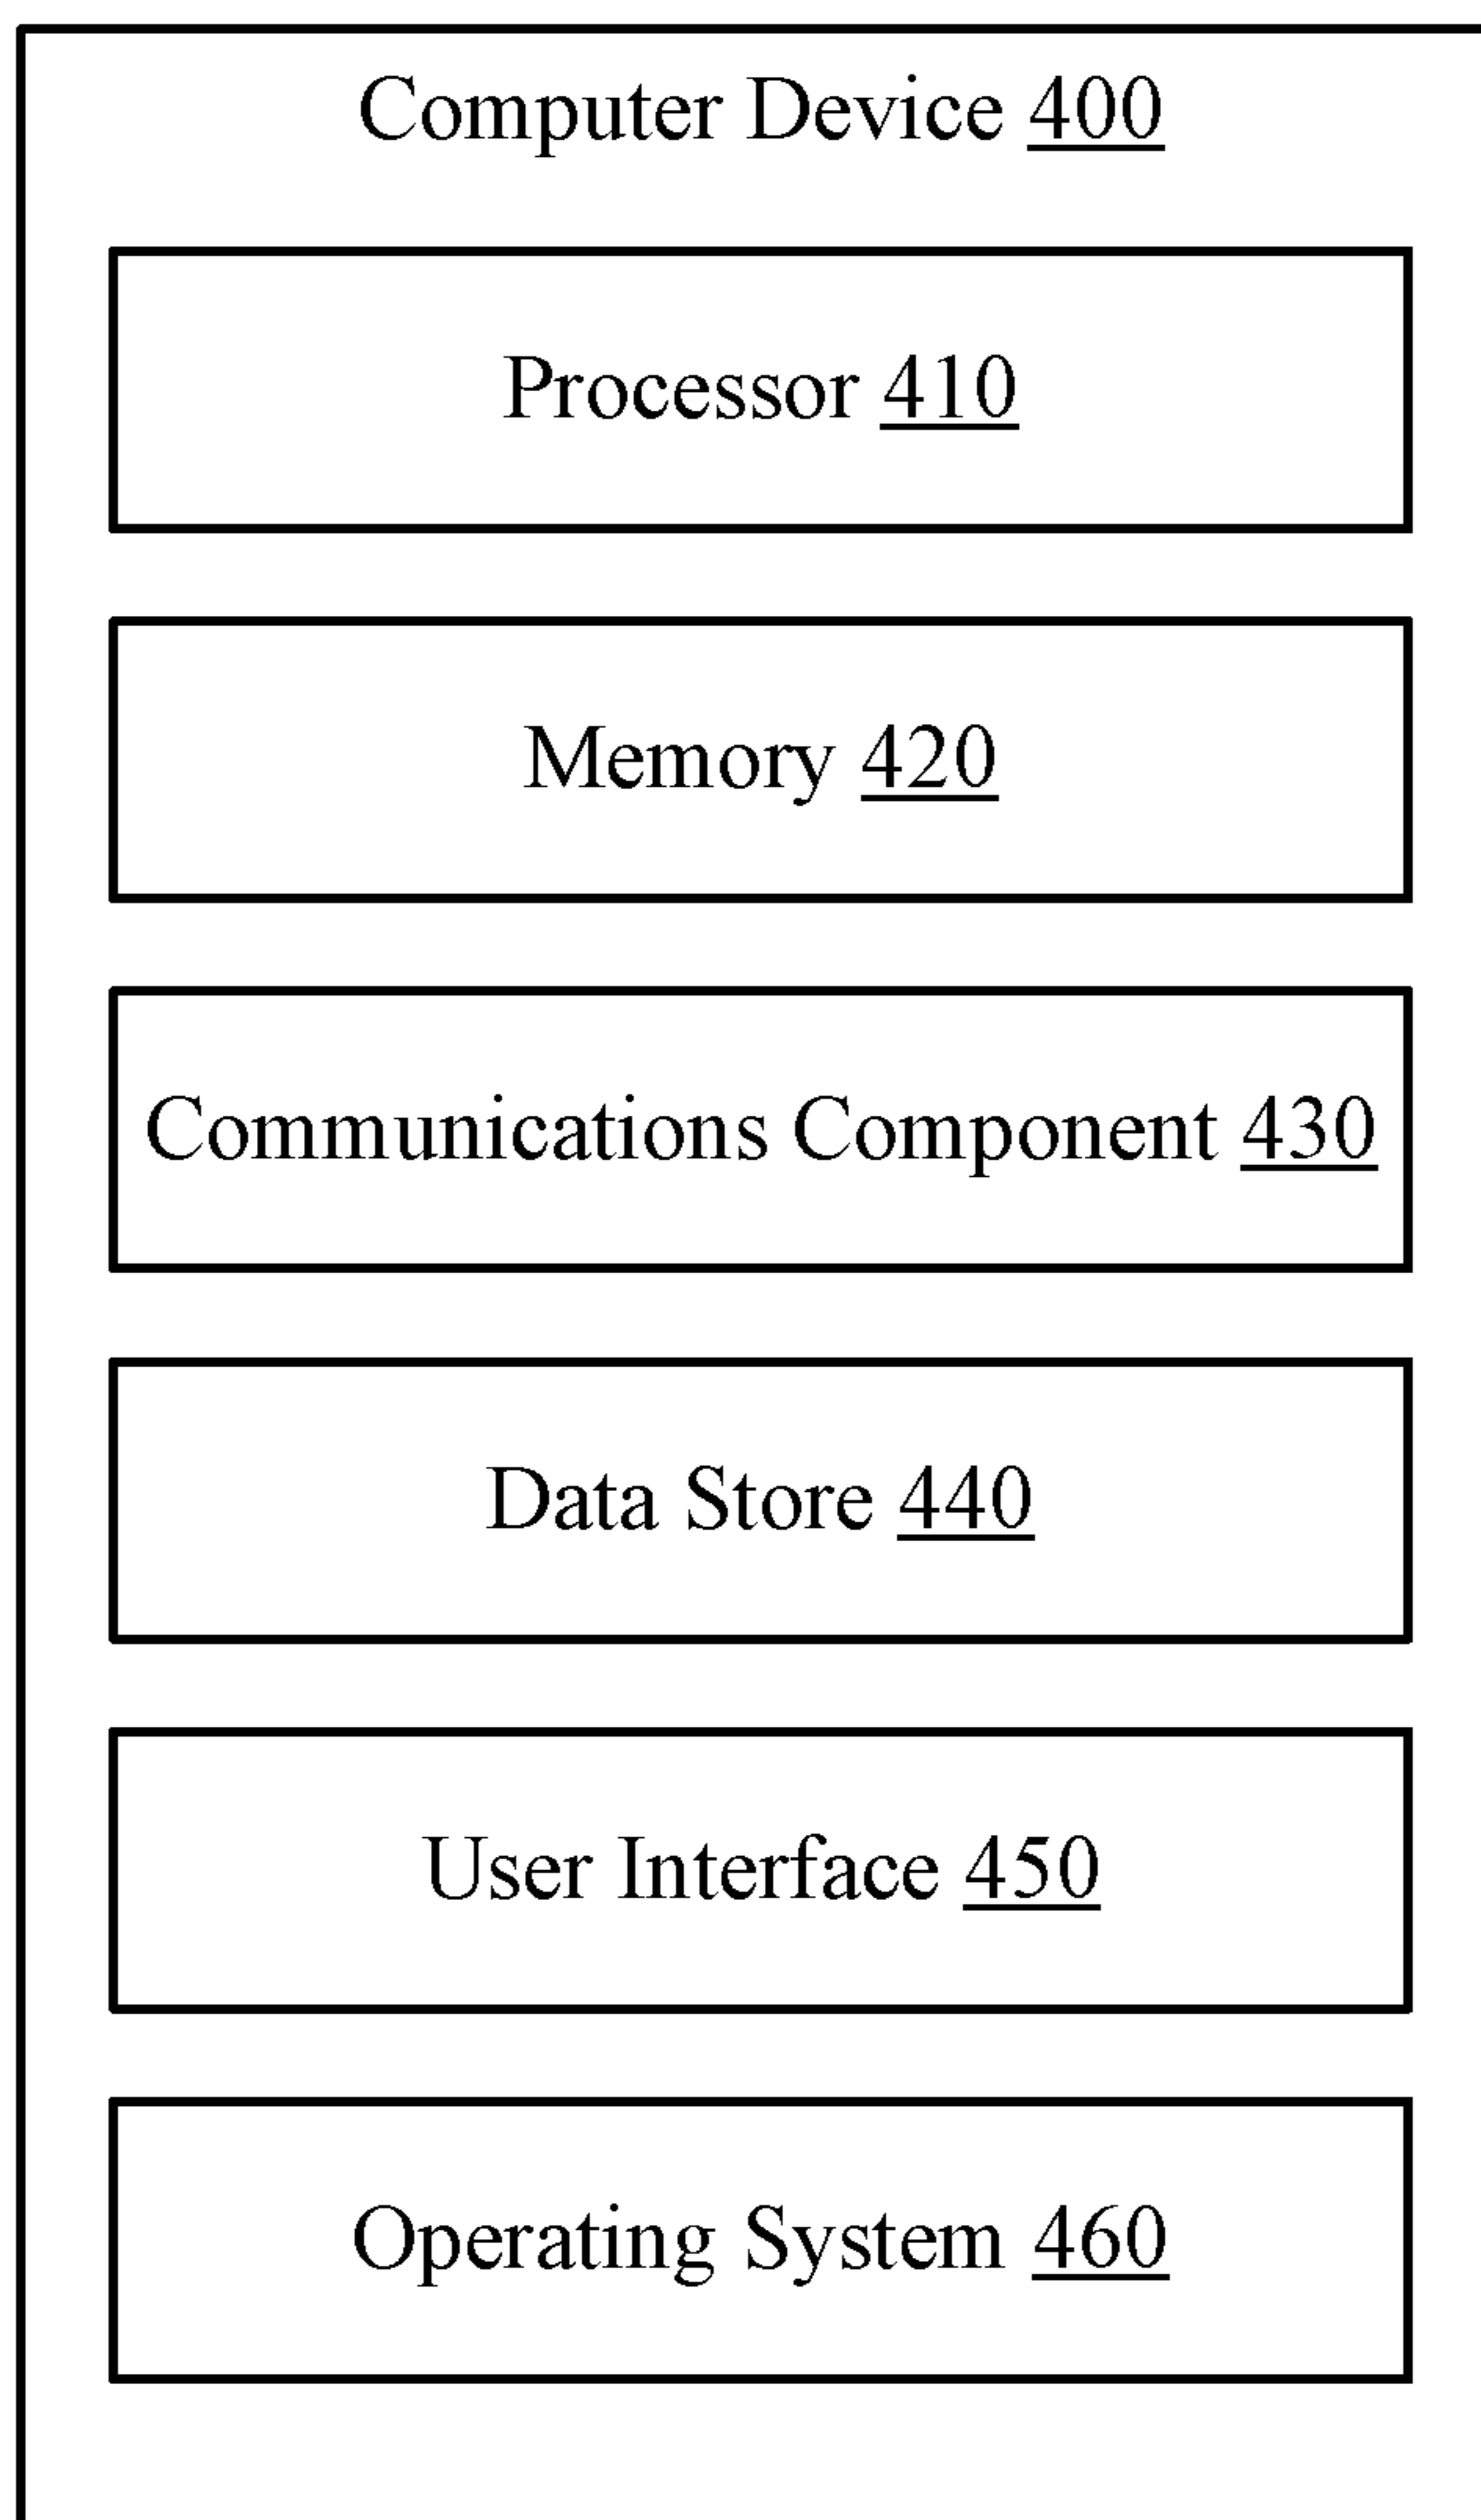 Computer Device 400
Processor 410
Memory 420
Communications Component 430
Data Store 440
User Interface 450
Operating System 460